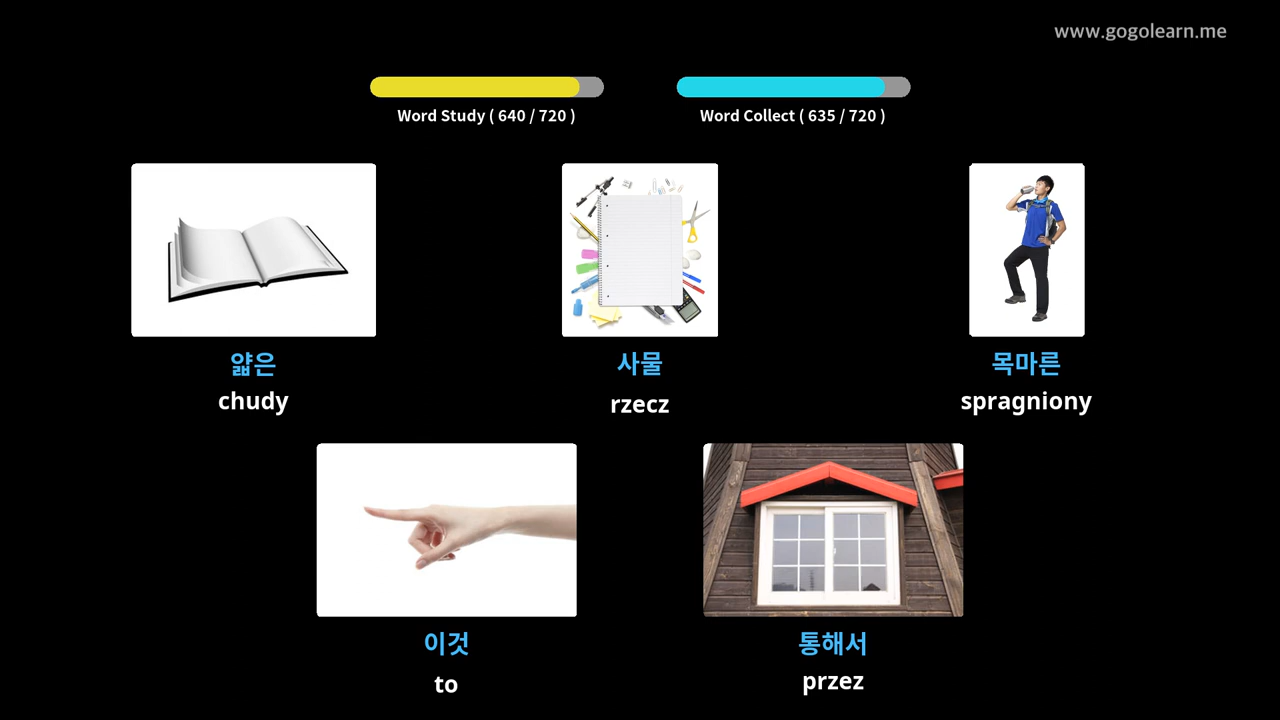 www.gogolearn.me
Word Study ( 640 / 720 )
Word Collect ( 635 / 720 )
얇은
chudy
사물
rzecz
목마른
spragniony
이것
to
통해서
przez